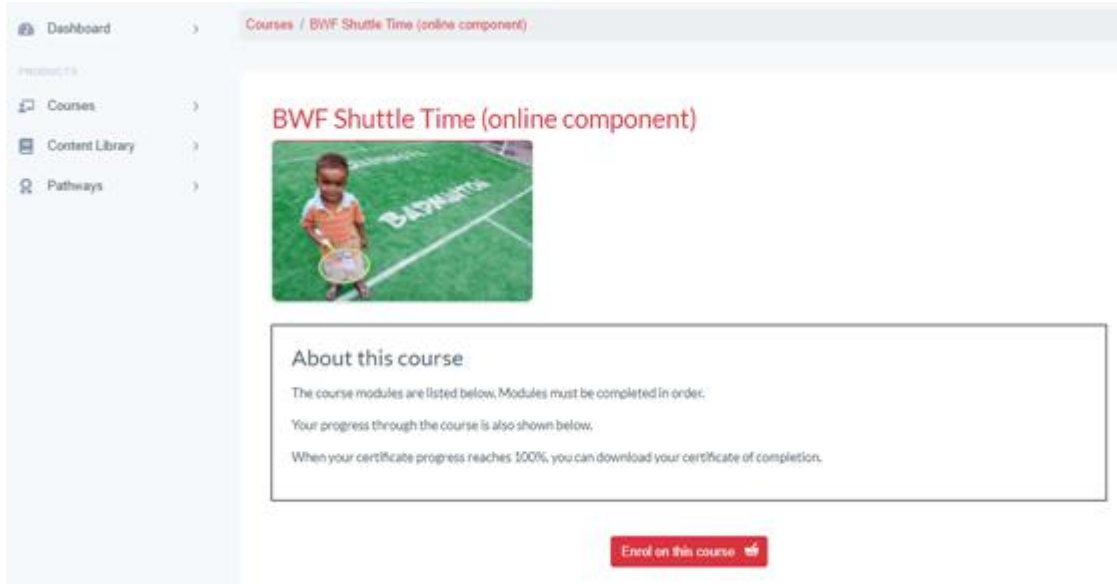 Dashboard
Courses / BWF Shuttle Time (online component)
PRODUCTS
Courses
Content Library
Pathways
BWF Shuttle Time (online component)
BADMINTON
About this course
The course modules are listed below. Modules must be completed in order.
Your progress through the course is also shown below.
When your certificate progress reaches 100%, you can download your certificate of completion.
Enrol on this course